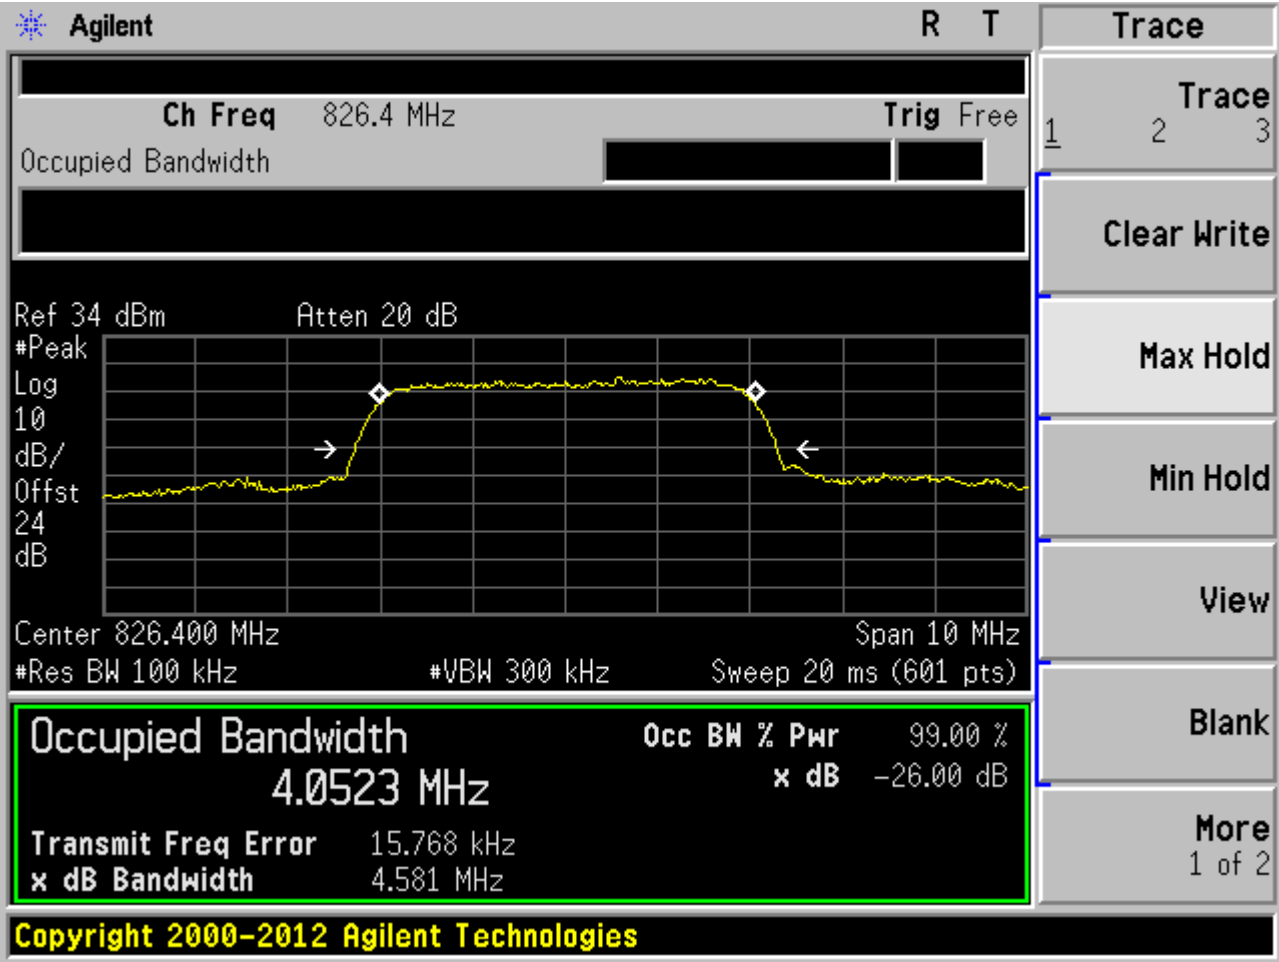 Agilent R T
Trace
Ch Freq 826.4 MHz Trig Free
Occupied Bandwidth
Trace
1 2 3
Clear Write
Max Hold
Min Hold
View
Blank
More
1 of 2
Ref 34 dBm Atten 20 dB
#Peak
Log
10
dB/
Offst
24
dB
Center 826.400 MHz Span 10 MHz
#Res BW 100 kHz #VBW 300 kHz Sweep 20 ms (601 pts)
Occupied Bandwidth Occ BW % Pwr 99.00 %
4.0523 MHz x dB -26.00 dB
Transmit Freq Error 15.768 kHz
x dB Bandwidth 4.581 MHz
Copyright 2000-2012 Agilent Technologies